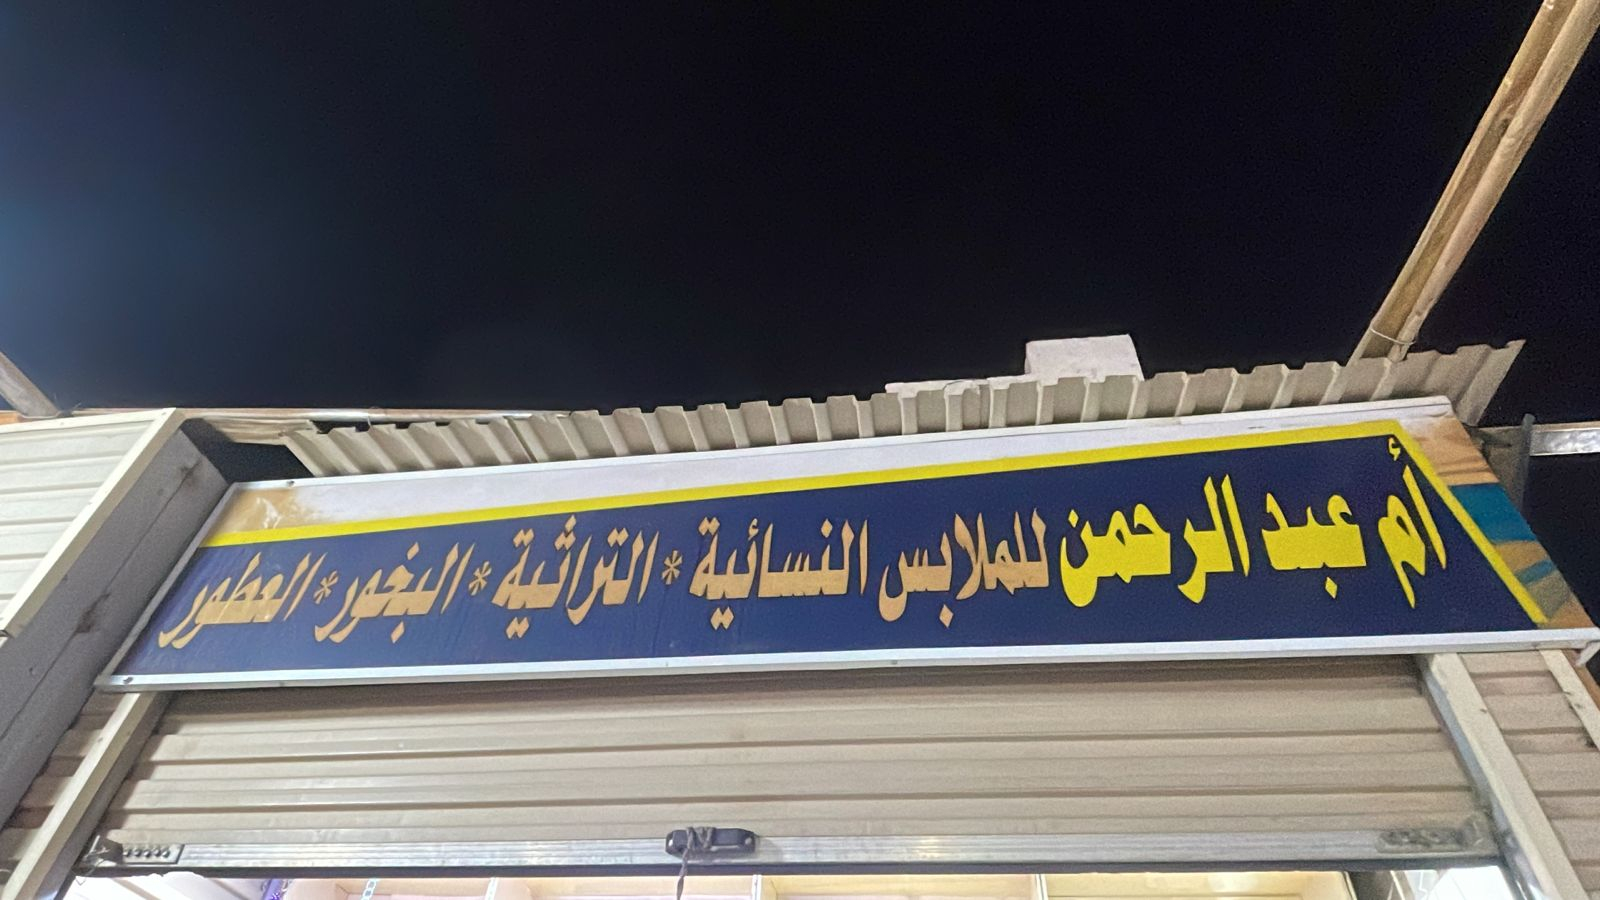 أم عبد الرحمن للملابس النسائية * التراثية * البخور * العطور